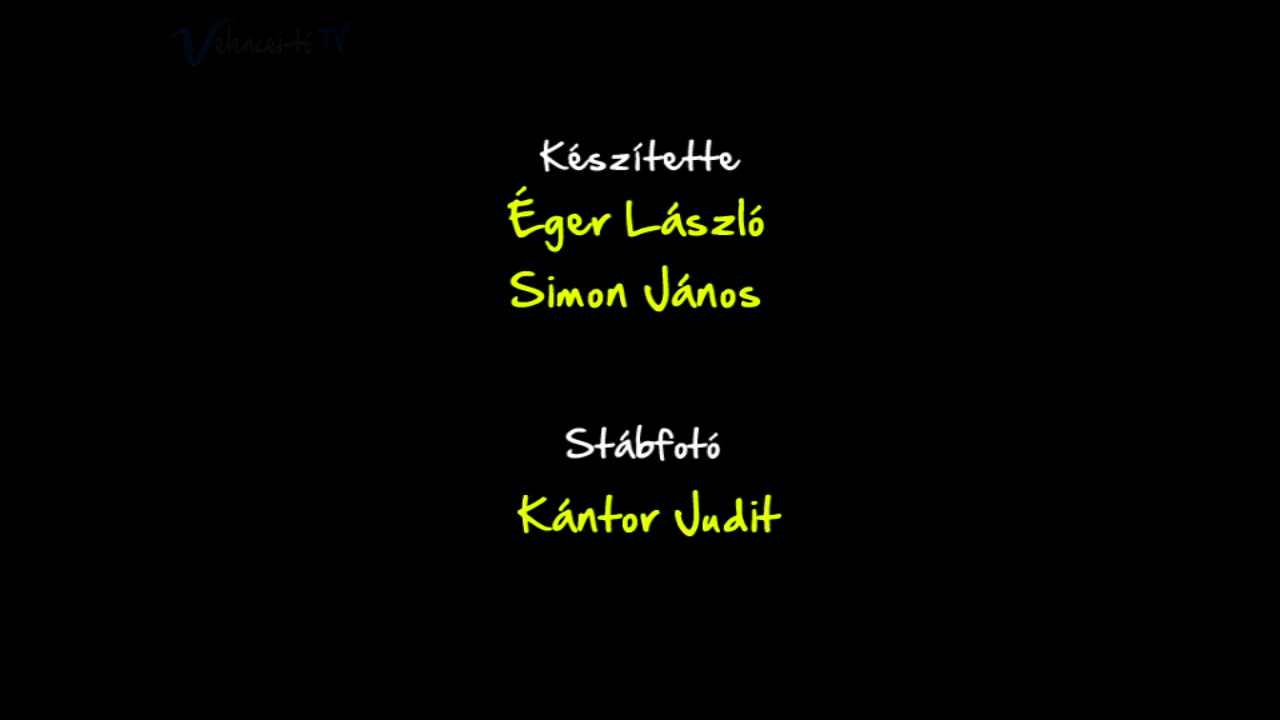 Velencei-tó TV
Készítette
Éger László
Simon János
Stábfotó
Kántor Judit